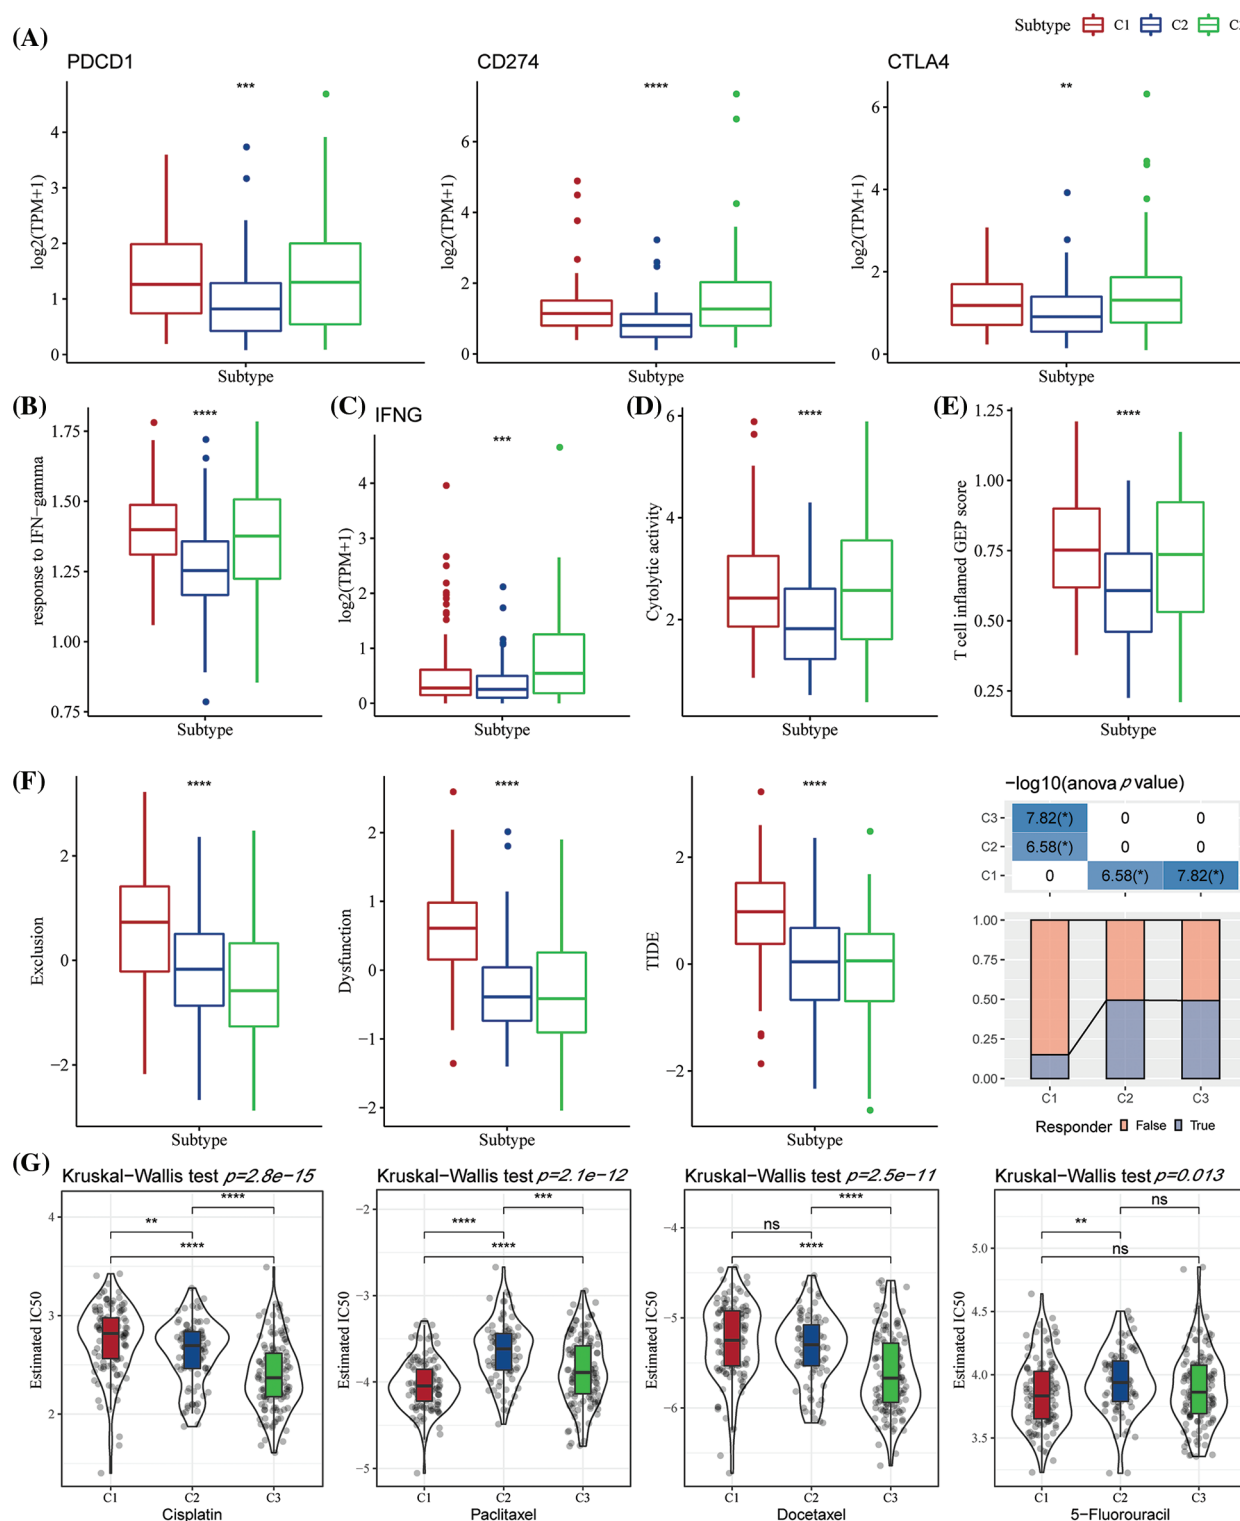 Subtype C1 C2
(A)
PDCD1 CD274 CTLA4
*** **** **
log2(TPM+1) log2(TPM+1) log2(TPM+1)
4 3 2 1 0
6 4 2 0
6 4 2 0
Subtype Subtype Subtype
(B) (C) (D) (E)
IFNG
**** *** **** ****
response to IFN−gamma
1.75 1.50 1.25 1.00 0.75
log2(TPM+1)
4 3 2 1 0
Cytolytic activity
6 4 2
T cell inflamed GEP score
1.25 1.00 0.75 0.50 0.25
Subtype Subtype Subtype Subtype
(F)
**** **** ****
Exclusion
2 0 −2
Dysfunction
2 1 0 −1 −2
TIDE
2 0 −2
Subtype Subtype Subtype
−log10(anova p value)
C3 7.82(*) 0 0
C2 6.58(*) 0 0
C1 0 6.58(*) 7.82(*)
1.00
0.75
0.50
0.25
0.00
C1 C2 C3
Responder False True
(G)
Kruskal−Wallis test p=2.8e−15
**** ** ****
Estimated IC50
4 3 2
C1 C2 C3
Cisplatin
Kruskal−Wallis test p=2.1e−12
*** **** ****
Estimated IC50
−2 −3 −4 −5
C1 C2 C3
Paclitaxel
Kruskal−Wallis test p=2.5e−11
**** ns ****
Estimated IC50
−4 −5 −6
C1 C2 C3
Docetaxel
Kruskal−Wallis test p=0.013
ns ** ns
Estimated IC50
5.0 4.5 4.0 3.5
C1 C2 C3
5−Fluorouracil